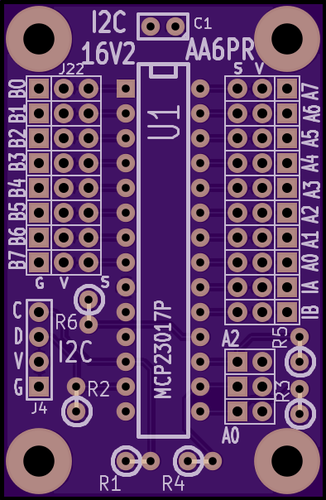 I2C
C1
16V2
AA6PR
J22
S V
B0
B1
B2
B3
B4
B5
B6
B7
G V S
U1
MCP23017P
A7
A6
A5
A4
A3
A2
A1
A0
IA
IB
C
D
V
G
J4
R6
I2C
R2
A2
A0
R5
R3
R1
R4